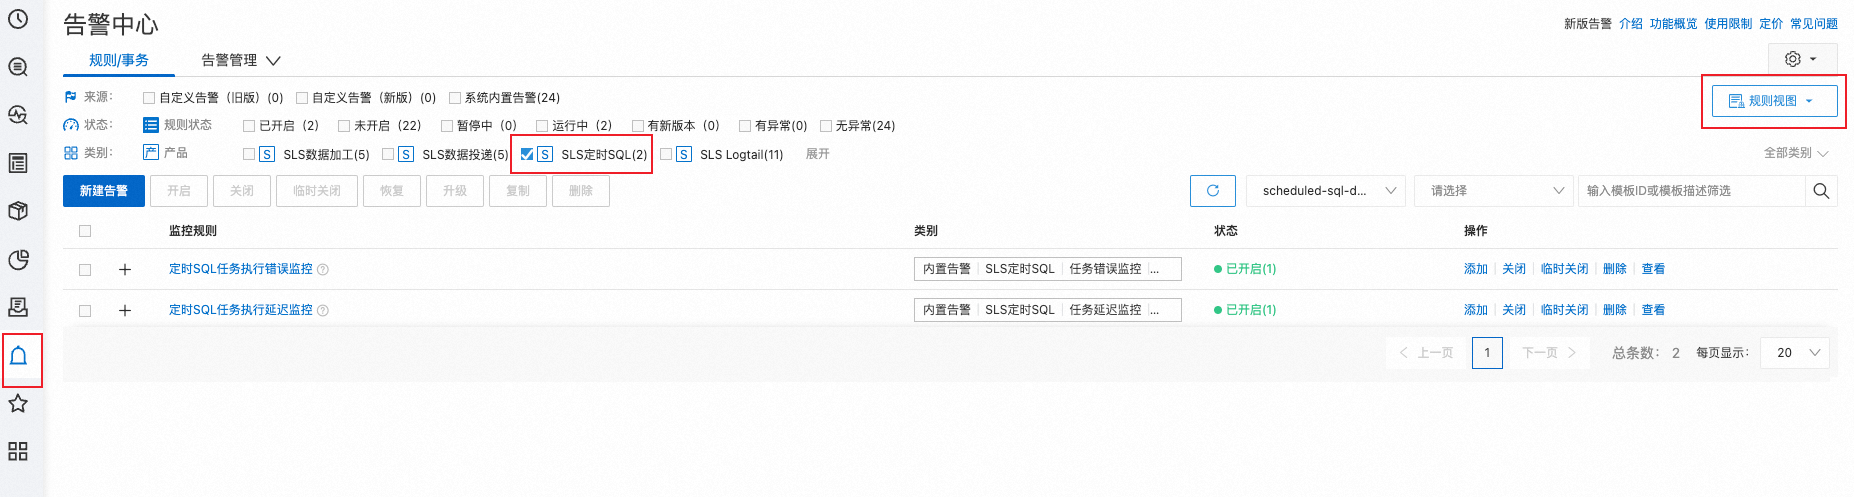 告警中心
新版告警 介绍 功能概览 使用限制 定价 常见问题
规则/事务 告警管理
来源： 自定义告警（旧版）(0) 自定义告警（新版）(0) 系统内置告警(24)
规则视图
状态： 规则状态 已开启（2） 未开启（22） 暂停中（0） 运行中（2） 有新版本（0） 有异常(0) 无异常(24)
类别： 产 产品 S SLS数据加工(5) S SLS数据投递(5) S SLS定时SQL(2) S SLS Logtail(11) 展开 全部类别
新建告警 开启 关闭 临时关闭 恢复 升级 复制 删除 scheduled-sql-d... 请选择 输入模板ID或模板描述筛选
监控规则 类别 状态 操作
定时SQL任务执行错误监控 内置告警 SLS定时SQL 任务错误监控 ... 已开启(1) 添加 关闭 临时关闭 删除 查看
定时SQL任务执行延迟监控 内置告警 SLS定时SQL 任务延迟监控 ... 已开启(1) 添加 关闭 临时关闭 删除 查看
上一页 1 下一页 总条数： 2 每页显示： 20